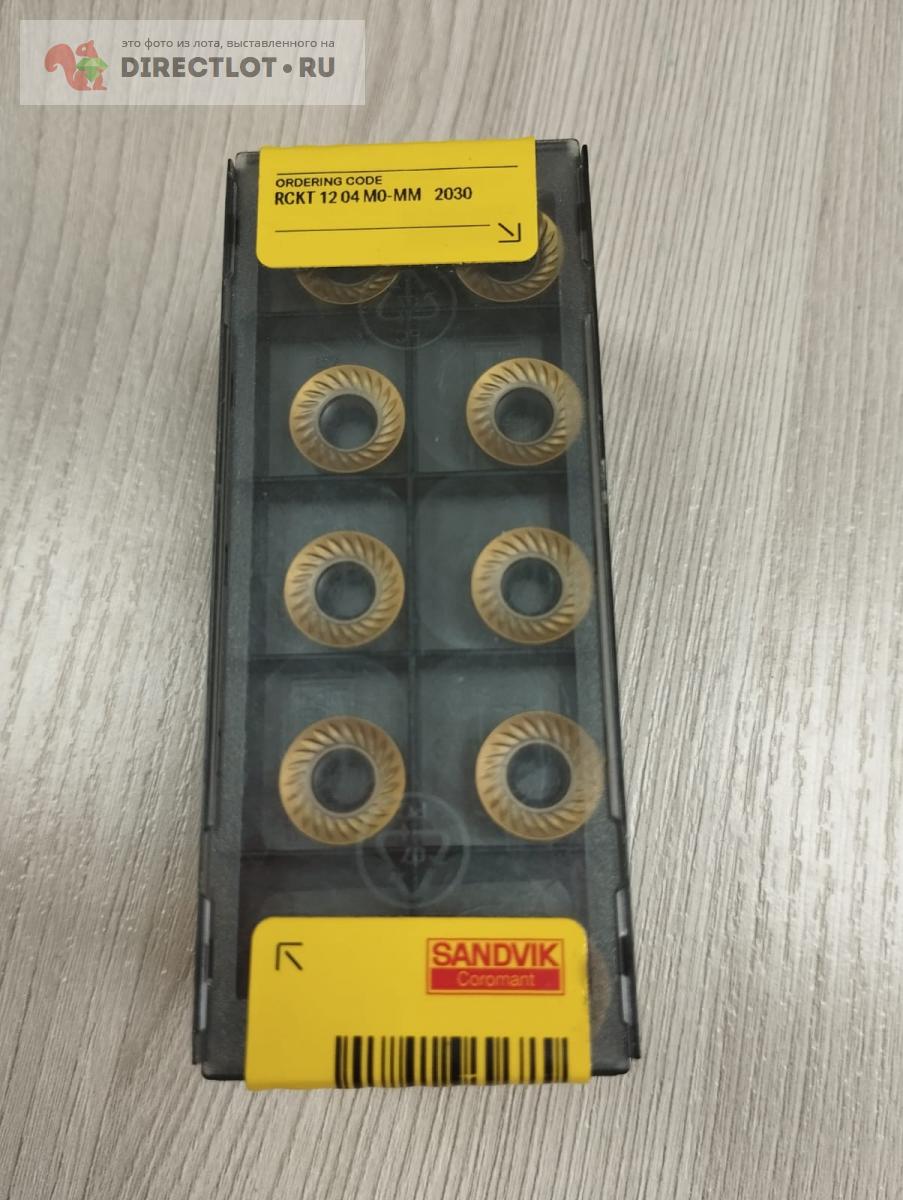 это фото из лота, выставленного на
DIRECTLOT.RU
ORDERING CODE
RCKT 12 04 M0-MM 2030
SANDVIK
Coromant